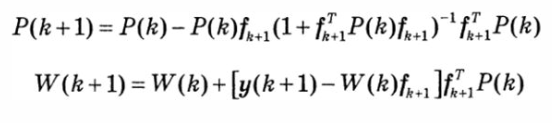 P(k+1) = P(k) − P(k)f_{k+1}(1 + f_{k+1}^T P(k)f_{k+1})^{-1} f_{k+1}^T P(k)
W(k+1) = W(k) + [y(k+1) − W(k)f_{k+1}]f_{k+1}^T P(k)